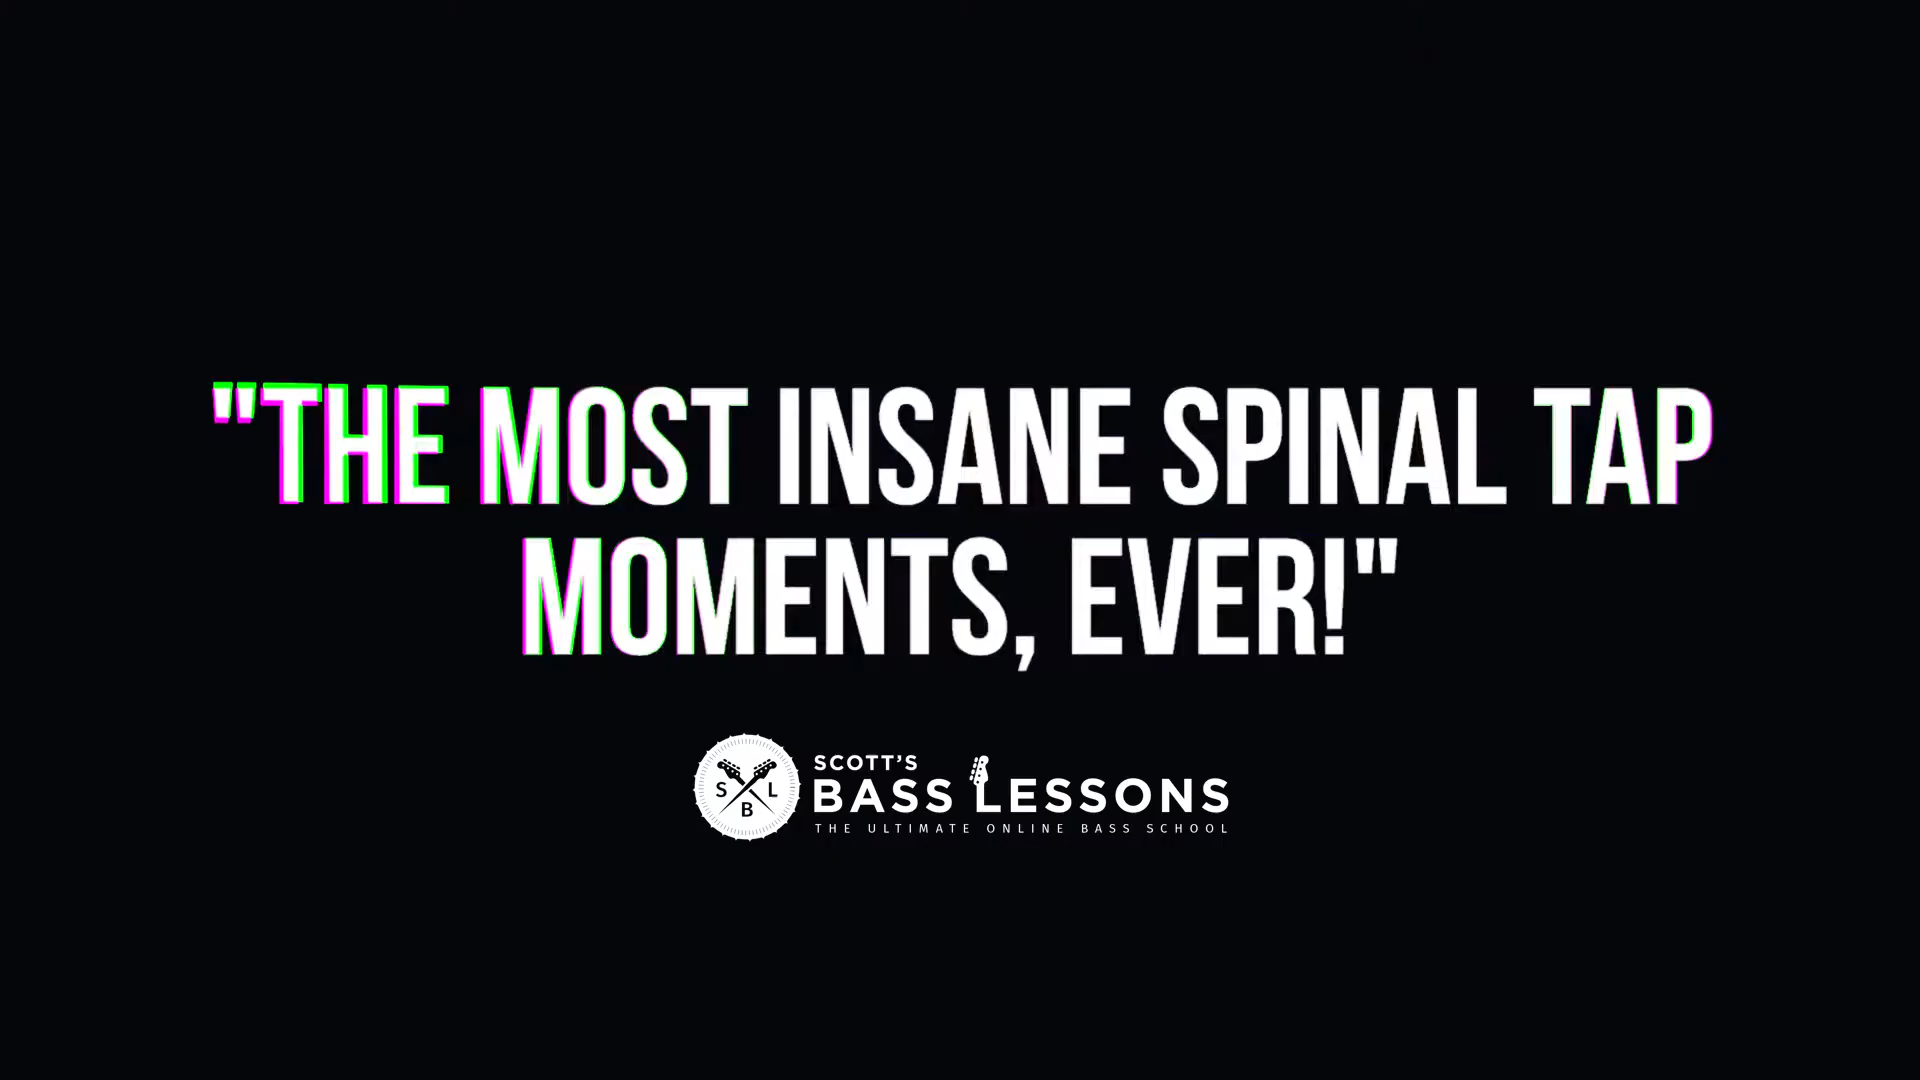 "THE MOST INSANE SPINAL TAP
MOMENTS, EVER!"
S L
B
SCOTT'S
BASS LESSONS
THE ULTIMATE ONLINE BASS SCHOOL